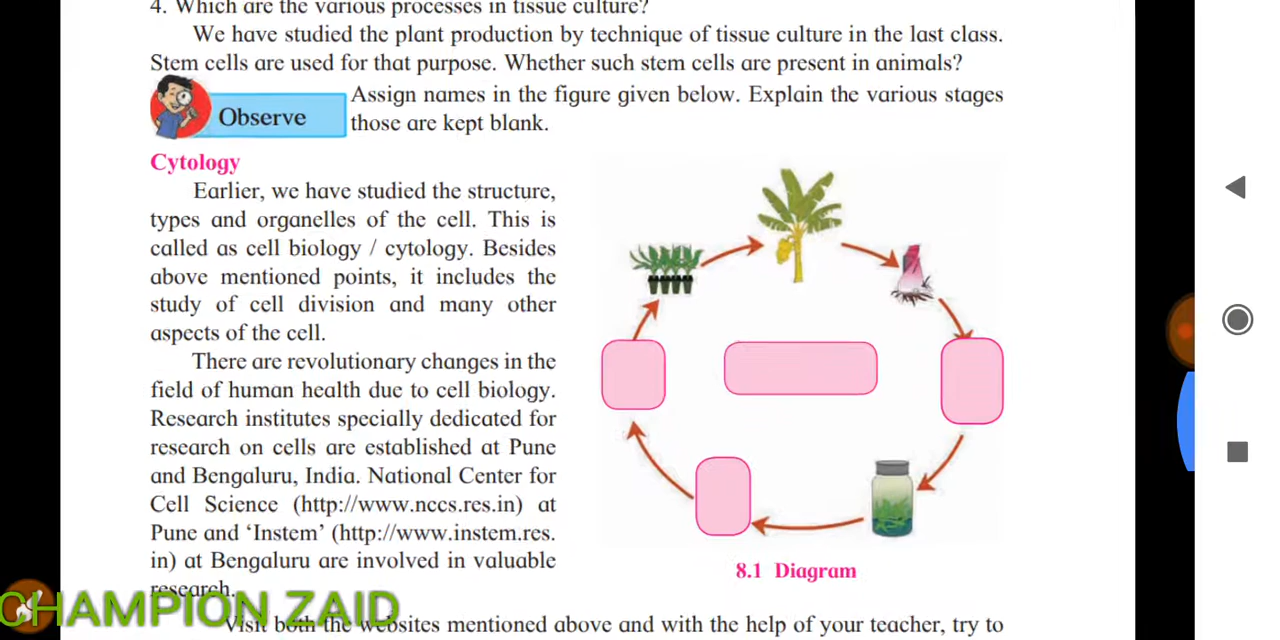 4. Which are the various processes in tissue culture?
We have studied the plant production by technique of tissue culture in the last class.
Stem cells are used for that purpose. Whether such stem cells are present in animals?
Observe
Assign names in the figure given below. Explain the various stages
those are kept blank.
Cytology
Earlier, we have studied the structure,
types and organelles of the cell. This is
called as cell biology / cytology. Besides
above mentioned points, it includes the
study of cell division and many other
aspects of the cell.
There are revolutionary changes in the
field of human health due to cell biology.
Research institutes specially dedicated for
research on cells are established at Pune
and Bengaluru, India. National Center for
Cell Science (http://www.nccs.res.in) at
Pune and ‘Instem’ (http://www.instem.res.
in) at Bengaluru are involved in valuable
research.
8.1 Diagram
CHAMPION ZAID
Visit both the websites mentioned above and with the help of your teacher, try to